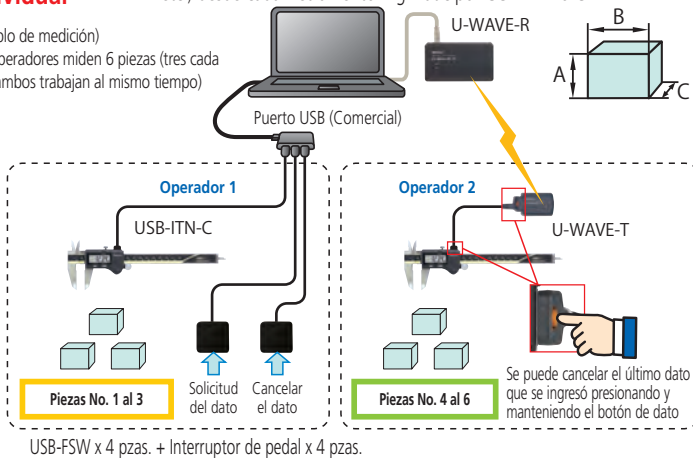 U-WAVE-R
B
A
C
olo de medición)
peradores miden 6 piezas (tres cada
ambos trabajan al mismo tiempo)
Puerto USB (Comercial)
Operador 1
USB-ITN-C
Piezas No. 1 al 3
Solicitud
del dato
Cancelar
el dato
Operador 2
U-WAVE-T
Piezas No. 4 al 6
Se puede cancelar el último dato
que se ingresó presionando y
manteniendo el botón de dato
USB-FSW x 4 pzas. + Interruptor de pedal x 4 pzas.